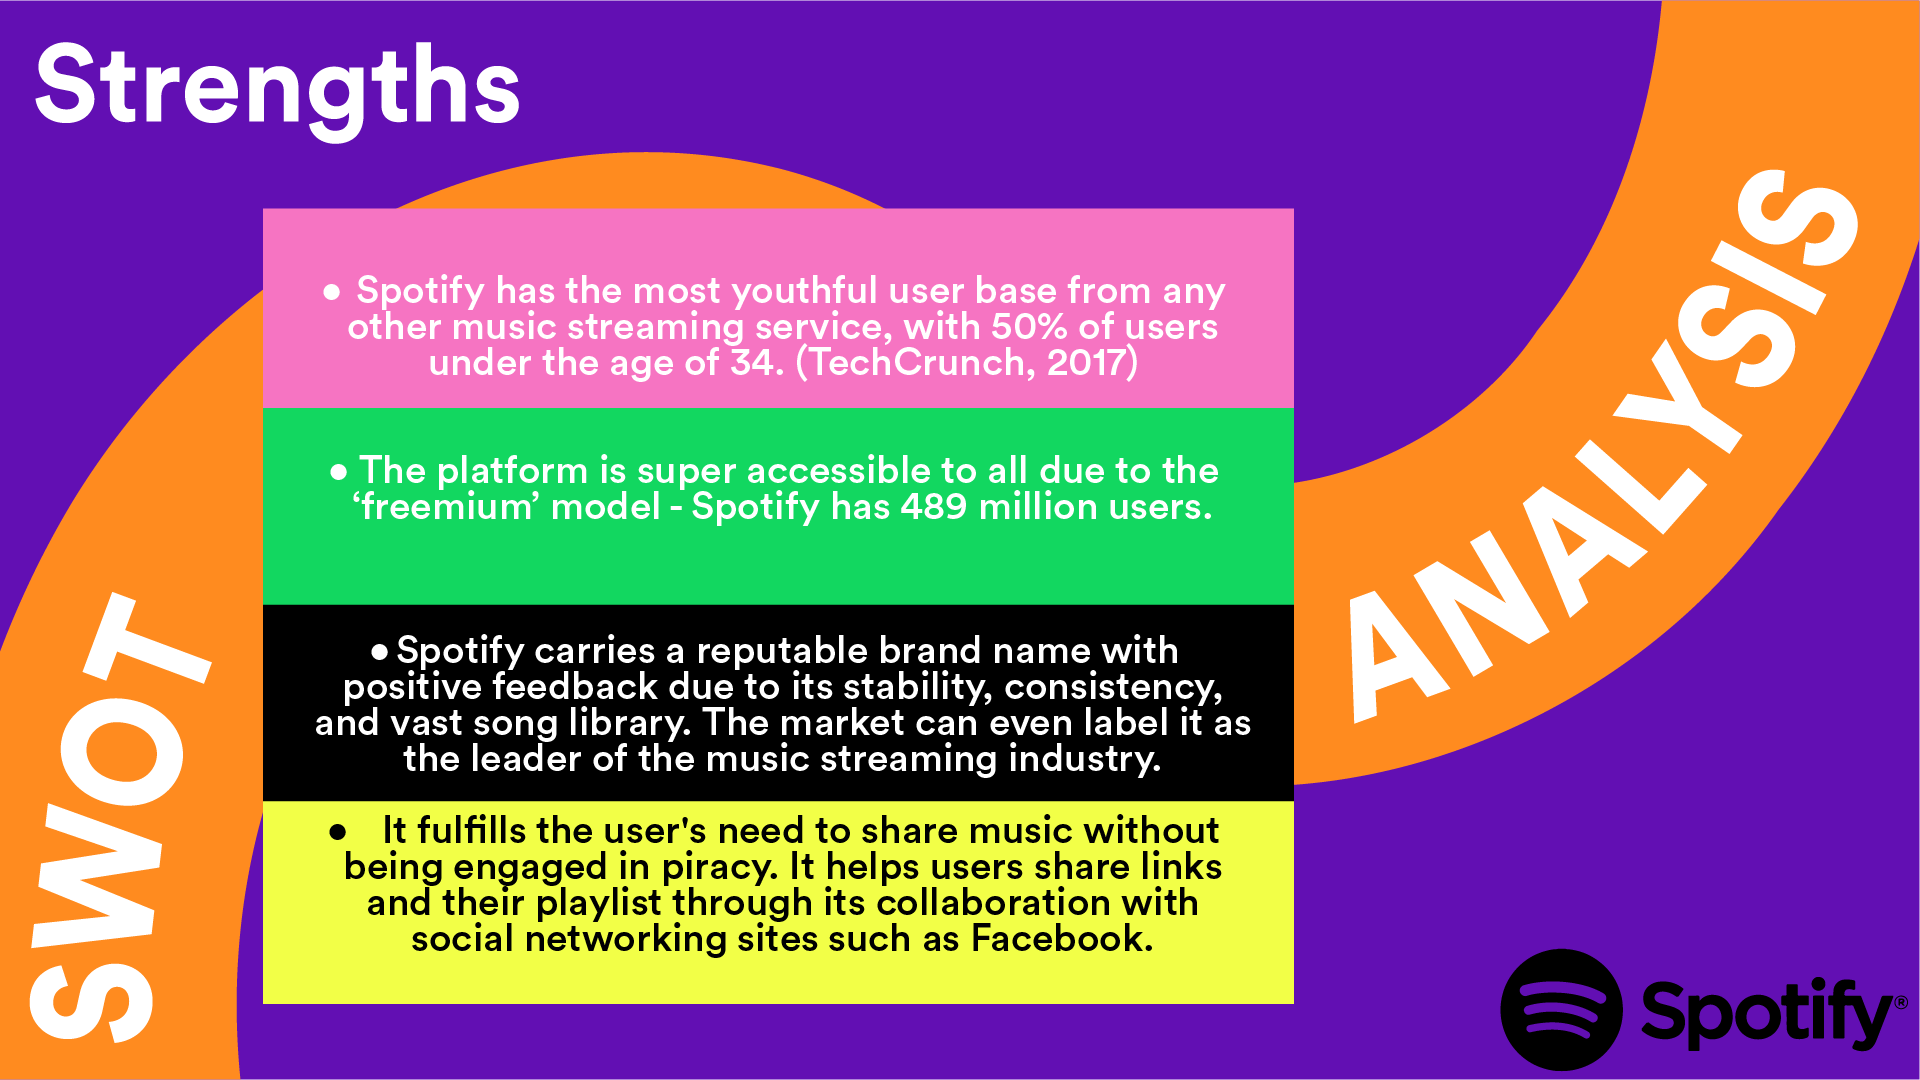 Strengths
• Spotify has the most youthful user base from any
other music streaming service, with 50% of users
under the age of 34. (TechCrunch, 2017)
• The platform is super accessible to all due to the
‘freemium’ model - Spotify has 489 million users.
• Spotify carries a reputable brand name with
positive feedback due to its stability, consistency,
and vast song library. The market can even label it as
the leader of the music streaming industry.
• It fulfills the user's need to share music without
being engaged in piracy. It helps users share links
and their playlist through its collaboration with
social networking sites such as Facebook.
SWOT
ANALYSIS
Spotify®